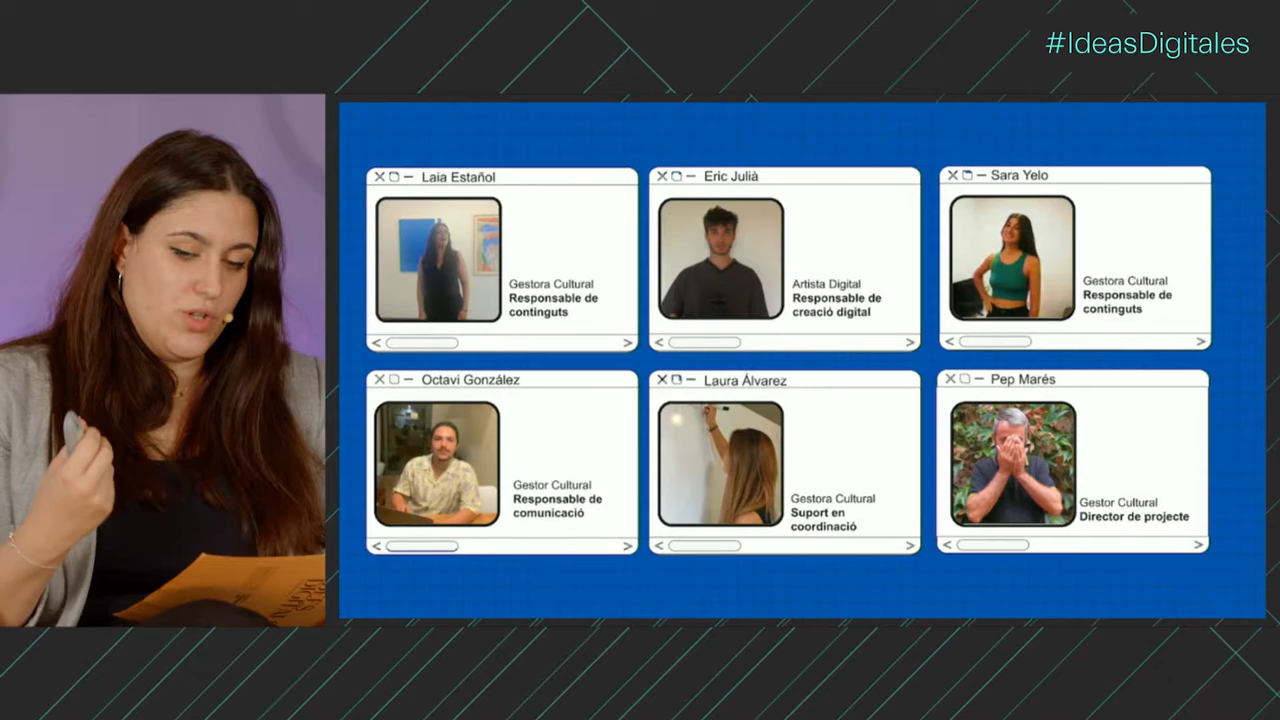 #IdeasDigitales
Laia Estañol
Gestora Cultural
Responsable de
continguts
Eric Julià
Artista Digital
Responsable de
creació digital
Sara Yelo
Gestora Cultural
Responsable de
continguts
Octavi González
Gestor Cultural
Responsable de
comunicació
Laura Álvarez
Gestora Cultural
Suport en
coordinació
Pep Marés
Gestor Cultural
Director de projecte